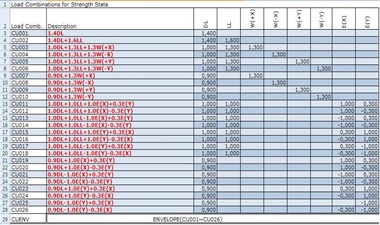 1 Load Combinations for Strength State
2 Load Comb. Description DL LL W(+X) W(-X) W(+Y) W(-Y) E(X) E(Y)
3 CU001 1.4DL 1,400
4 CU002 1.4DL+1.6LL 1,400 1,600
5 CU003 1.0DL+1.3LL+1.3W(+X) 1,000 1,300 1,300
6 CU004 1.0DL+1.3LL+1.3W(-X) 1,000 1,300 1,300
7 CU005 1.0DL+1.3LL+1.3W(+Y) 1,000 1,300 1,300
8 CU006 1.0DL+1.3LL+1.3W(-Y) 1,000 1,300 1,300
9 CU007 0.9DL+1.3W(+X) 0,900 1,300
10 CU008 0.9DL+1.3W(-X) 0,900 1,300
11 CU009 0.9DL+1.3W(+Y) 0,900 1,300
12 CU010 0.9DL+1.3W(-Y) 0,900 1,300
13 CU011 1.0DL+1.0LL+1.0E(X)+0.3E(Y) 1,000 1,000 1,000 0,300
14 CU012 1.0DL+1.0LL+1.0E(X)-0.3E(Y) 1,000 1,000 1,000 -0,300
15 CU013 1.0DL+1.0LL-1.0E(X)+0.3E(Y) 1,000 1,000 -1,000 0,300
16 CU014 1.0DL+1.0LL-1.0E(X)-0.3E(Y) 1,000 1,000 -1,000 -0,300
17 CU015 1.0DL+1.0LL+1.0E(Y)+0.3E(X) 1,000 1,000 0,300 1,000
18 CU016 1.0DL+1.0LL+1.0E(Y)-0.3E(X) 1,000 1,000 -0,300 1,000
19 CU017 1.0DL+1.0LL-1.0E(Y)+0.3E(X) 1,000 1,000 0,300 -1,000
20 CU018 1.0DL+1.0LL-1.0E(Y)-0.3E(X) 1,000 1,000 -0,300 -1,000
21 CU019 0.9DL+1.0E(X)+0.3E(Y) 0,900 1,000 0,300
22 CU020 0.9DL+1.0E(X)-0.3E(Y) 0,900 1,000 -0,300
23 CU021 0.9DL-1.0E(X)+0.3E(Y) 0,900 -1,000 0,300
24 CU022 0.9DL-1.0E(X)-0.3E(Y) 0,900 -1,000 -0,300
25 CU023 0.9DL+1.0E(Y)+0.3E(X) 0,900 0,300 1,000
26 CU024 0.9DL+1.0E(Y)-0.3E(X) 0,900 -0,300 1,000
27 CU025 0.9DL-1.0E(Y)+0.3E(X) 0,900 0,300 -1,000
28 CU026 0.9DL-1.0E(Y)-0.3E(X) 0,900 -0,300 -1,000
29 CUENV ENVELOPE(CU001~CU026)